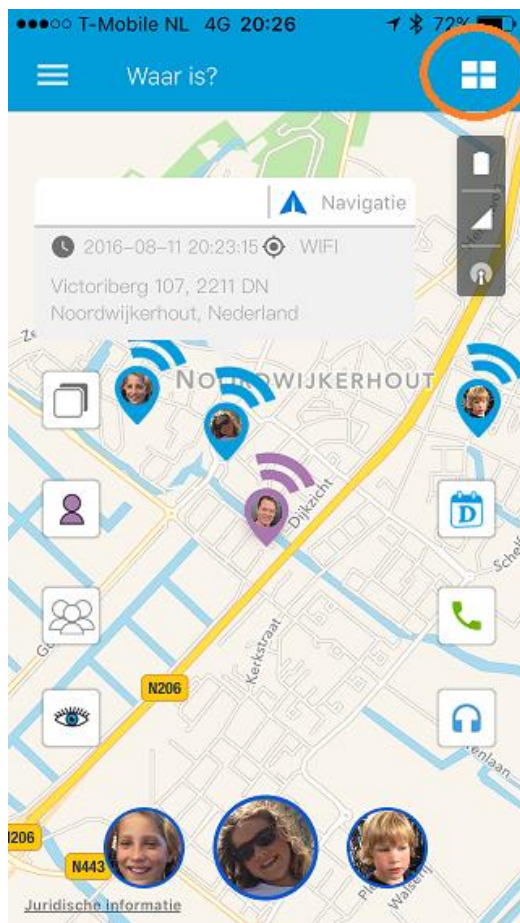 T-Mobile NL 4G 20:26 72%
Waar is?
Navigatie
2016-08-11 20:23:15 WIFI
Victoriberg 107, 2211 DN
Noordwijkerhout, Nederland
NOORDWIJKERHOUT
Dijkzicht
D
Kerkstraat
N206
N443
Juridische informatie